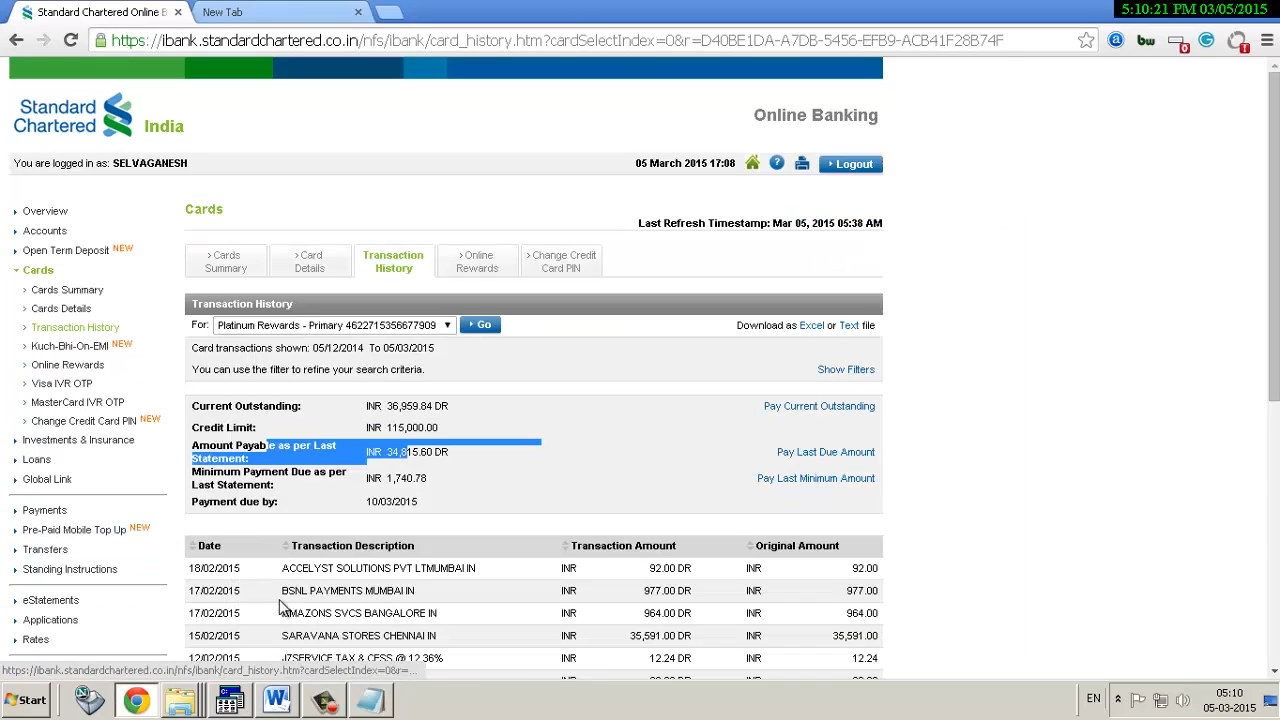 Standard Chartered Online B
New Tab
5:10:21 PM 03/05/2015
https://ibank.standardchartered.co.in/nfs/ibank/card_history.htm?cardSelectIndex=0&r=D40BE1DA-A7DB-5456-EFB9-ACB41F28B74F
Standard
Chartered
India
Online Banking
You are logged in as: SELVAGANESH
05 March 2015 17:08
Logout
Overview
Accounts
Open Term Deposit NEW
Cards
Cards Summary
Cards Details
Transaction History
Kuch-Bhi-On-EMI NEW
Online Rewards
Visa IVR OTP
MasterCard IVR OTP
Change Credit Card PIN NEW
Investments & Insurance
Loans
Global Link
Payments
Pre-Paid Mobile Top Up NEW
Transfers
Standing Instructions
eStatements
Applications
Rates
Cards
Last Refresh Timestamp: Mar 05, 2015 05:38 AM
Cards Summary
Card Details
Transaction History
Online Rewards
Change Credit Card PIN
Transaction History
For: Platinum Rewards - Primary 4622715356677909 Go
Download as Excel or Text file
Card transactions shown: 05/12/2014 To 05/03/2015
You can use the filter to refine your search criteria.
Show Filters
Current Outstanding: INR 36,959.84 DR Pay Current Outstanding
Credit Limit: INR 115,000.00
Amount Payable as per Last
Statement: INR 34,815.60 DR Pay Last Due Amount
Minimum Payment Due as per
Last Statement: INR 1,740.78 Pay Last Minimum Amount
Payment due by: 10/03/2015
Date Transaction Description Transaction Amount Original Amount
18/02/2015 ACCELYST SOLUTIONS PVT LTMUMBAI IN INR 92.00 DR INR 92.00
17/02/2015 BSNL PAYMENTS MUMBAI IN INR 977.00 DR INR 977.00
17/02/2015 AMAZONS SVCS BANGALORE IN INR 964.00 DR INR 964.00
15/02/2015 SARAVANA STORES CHENNAI IN INR 35,591.00 DR INR 35,591.00
12/02/2015 SERVICE TAX & CESS @ 12.36% INR 12.24 DR INR 12.24
https://ibank.standardchartered.co.in/nfs/ibank/card_history.htm?cardSelectIndex=0&r=...
Start
EN
05:10
05-03-2015